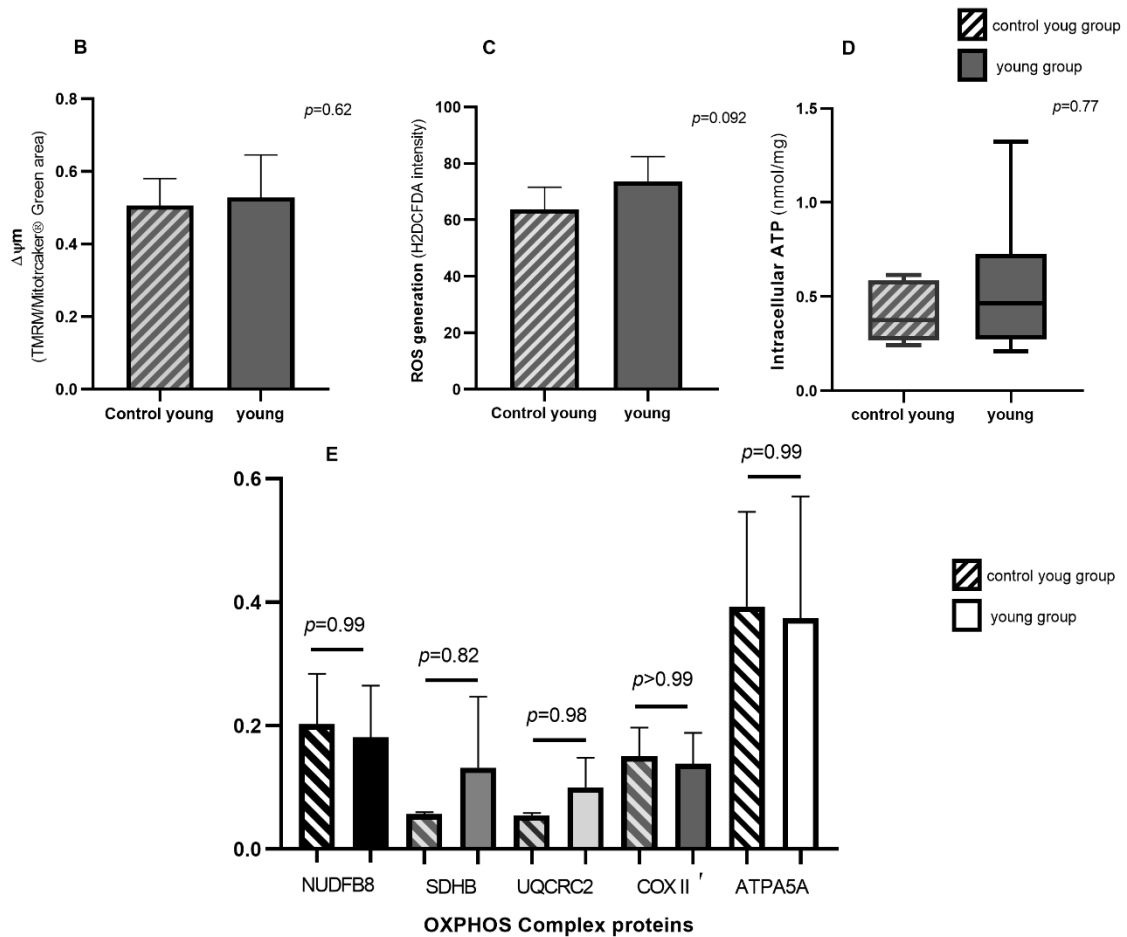 B
C
D
control youg group
young group
0.8
0.6
0.4
0.2
0.0
Δψm
(TMRM/Mitotrcaker® Green area)
p=0.62
Control young
young
100
80
60
40
20
0
ROS generation (H2DCFDA intensity)
p=0.092
Control young
young
1.5
1.0
0.5
0.0
Intracellular ATP (nmol/mg)
p=0.77
control young
young
E
0.6
0.4
0.2
0.0
p=0.99
p=0.82
p=0.98
p>0.99
p=0.99
NUDFB8
SDHB
UQCRC2
COX II '
ATPA5A
OXPHOS Complex proteins
control youg group
young group